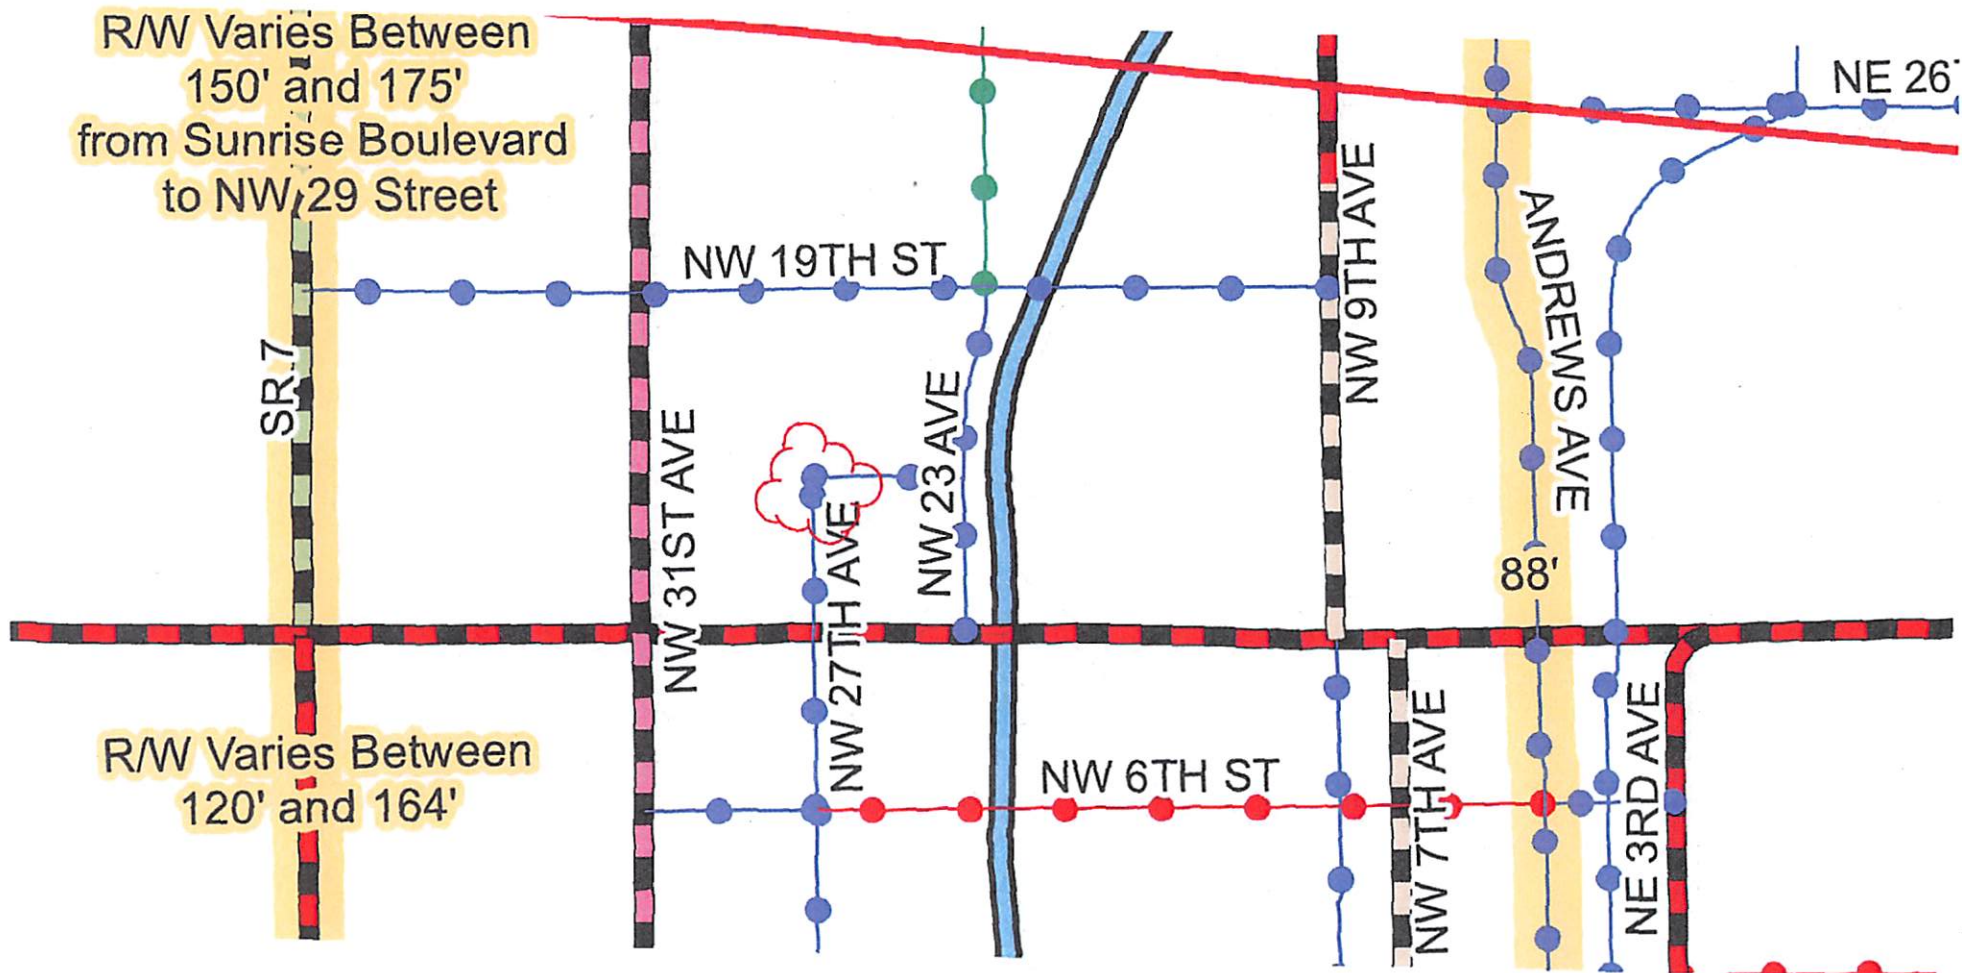 R/W Varies Between
150' and 175'
from Sunrise Boulevard
to NW 29 Street
NE 26
NW 19TH ST
NW 9TH AVE
ANDREWS AVE
SR 7
NW 31ST AVE
NW 23 AVE
NW 27TH AVE
88'
R/W Varies Between
120' and 164'
NW 6TH ST
NW 7TH AVE
NE 3RD AVE